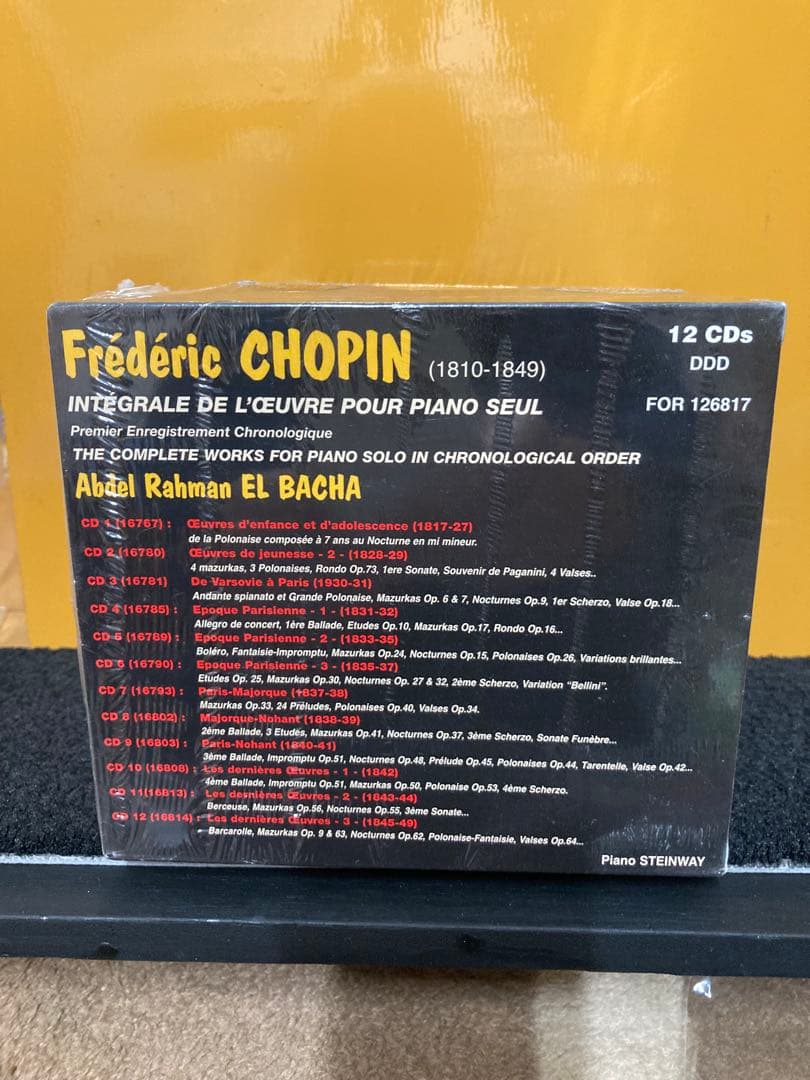 Frédéric CHOPIN (1810-1849)
12 CDs
DDD
INTÉGRALE DE L'ŒUVRE POUR PIANO SEUL
FOR 126817
Premier Enregistrement Chronologique
THE COMPLETE WORKS FOR PIANO SOLO IN CHRONOLOGICAL ORDER
Abdel Rahman EL BACHA
CD 1 (16767) : Œuvres d'enfance et d'adolescence (1817-27)
de la Polonaise composée à 7 ans au Nocturne en mi mineur.
CD 2 (16780) Œuvres de jeunesse - 2 - (1828-29)
4 mazurkas, 3 Polonaises, Rondo Op.73, 1ere Sonate, Souvenir de Paganini, 4 Valses..
CD 3 (16781) De Varsovie à Paris (1930-31)
Andante spianato et Grande Polonaise, Mazurkas Op. 6 & 7, Nocturnes Op.9, 1er Scherzo, Valse Op.18...
CD 4 (16785) : Epoque Parisienne - 1 - (1831-32)
Allegro de concert, 1ère Ballade, Etudes Op.10, Mazurkas Op.17, Rondo Op.16...
CD 5 (16789) : Epoque Parisienne - 2 - (1833-35)
Boléro, Fantaisie-Impromptu, Mazurkas Op.24, Nocturnes Op.15, Polonaises Op.26, Variations brillantes...
CD 6 (16790) : Epoque Parisienne - 3 - (1835-37)
Etudes Op. 25, Mazurkas Op.30, Nocturnes Op. 27 & 32, 2ème Scherzo, Variation "Bellini".
CD 7 (16793) : Paris-Majorque (1837-38)
Mazurkas Op.33, 24 Préludes, Polonaises Op.40, Valses Op.34.
CD 8 (16802) : Majorque-Nohant (1838-39)
2ème Ballade, 3 Etudes, Mazurkas Op.41, Nocturnes Op.37, 3ème Scherzo, Sonate Funèbre...
CD 9 (16803) : Paris-Nohant (1840-41)
3ème Ballade, Impromptu Op.51, Nocturnes Op.48, Prélude Op.45, Polonaises Op.44, Tarentelle, Valse Op.42...
CD 10 (16808) : Les dernières Œuvres - 1 - (1842)
4ème Ballade, Impromptu Op.51, Mazurkas Op.50, Polonaise Op.53, 4ème Scherzo.
CD 11(16813) : Les dernières Œuvres - 2 - (1843-44)
Berceuse, Mazurkas Op.56, Nocturnes Op.55, 3ème Sonate...
CD 12 (16814) : Les dernières Œuvres - 3 - (1845-49)
Barcarolle, Mazurkas Op. 9 & 63, Nocturnes Op.62, Polonaise-Fantaisie, Valses Op.64...
Piano STEINWAY